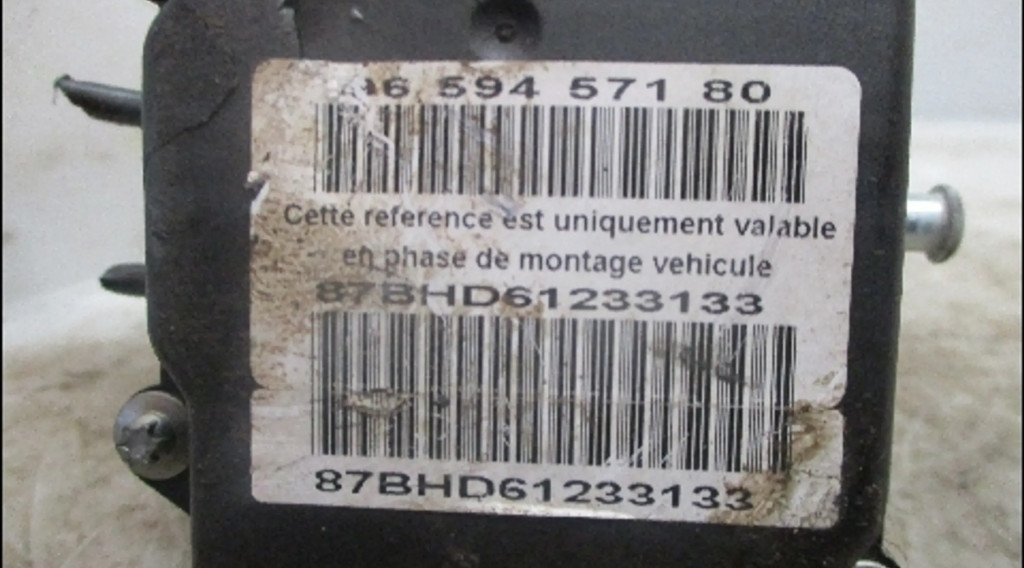 594 571 80
Cette reference est uniquement valable
en phase de montage vehicule
87BHD61233133
87BHD61233133